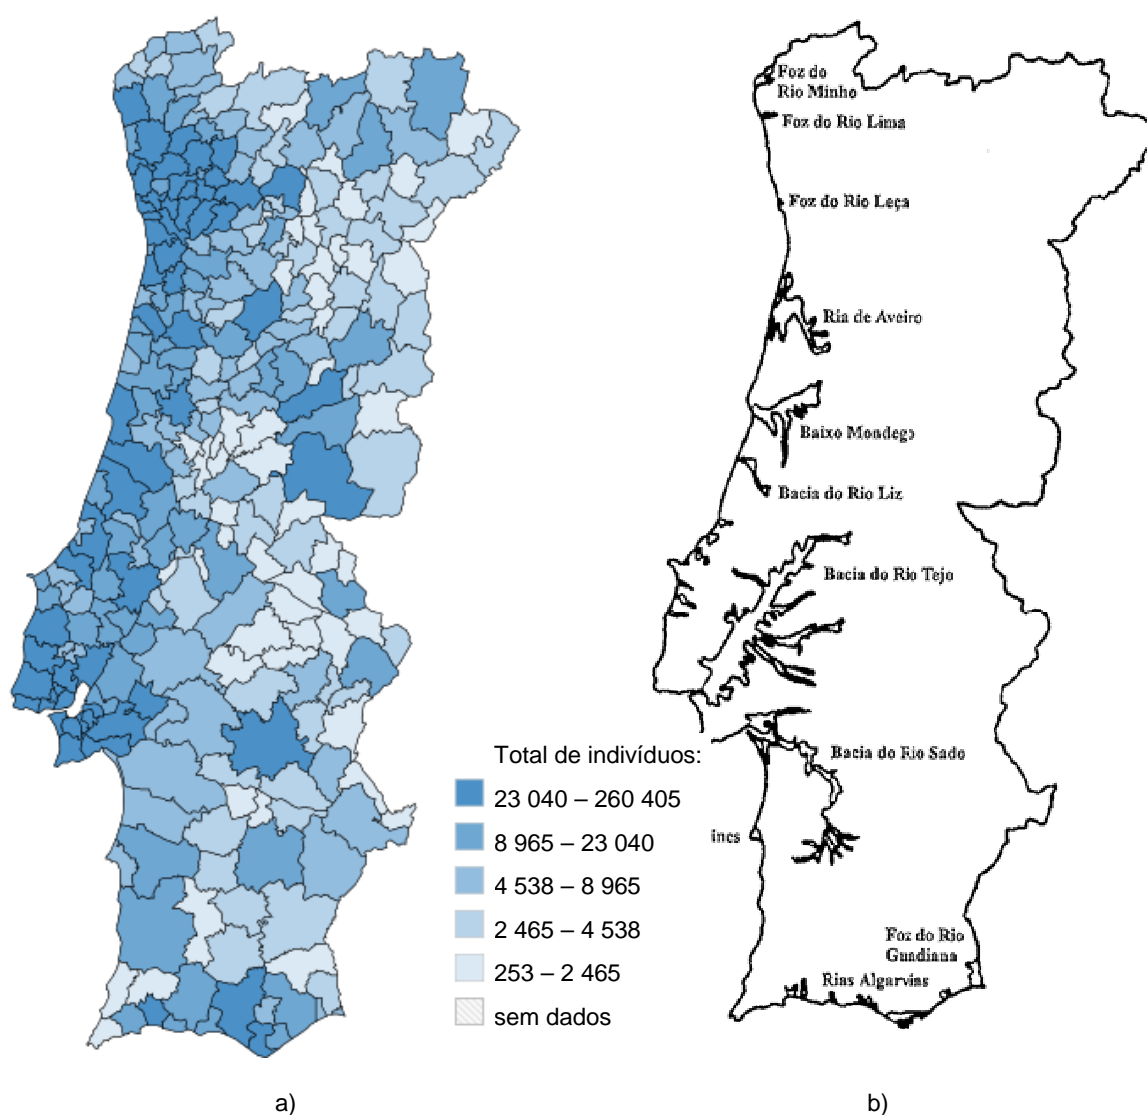 Total de indivíduos:
23 040 – 260 405
8 965 – 23 040
4 538 – 8 965
2 465 – 4 538
253 – 2 465
sem dados
a)
Foz do
Rio Minho
Foz do Rio Lima
Foz do Rio Leça
Ria de Aveiro
Baixo Mondego
Bacia do Rio Liz
Bacia do Rio Tejo
Bacia do Rio Sado
ines
Foz do Rio
Guadiana
Rias Algarvias
b)